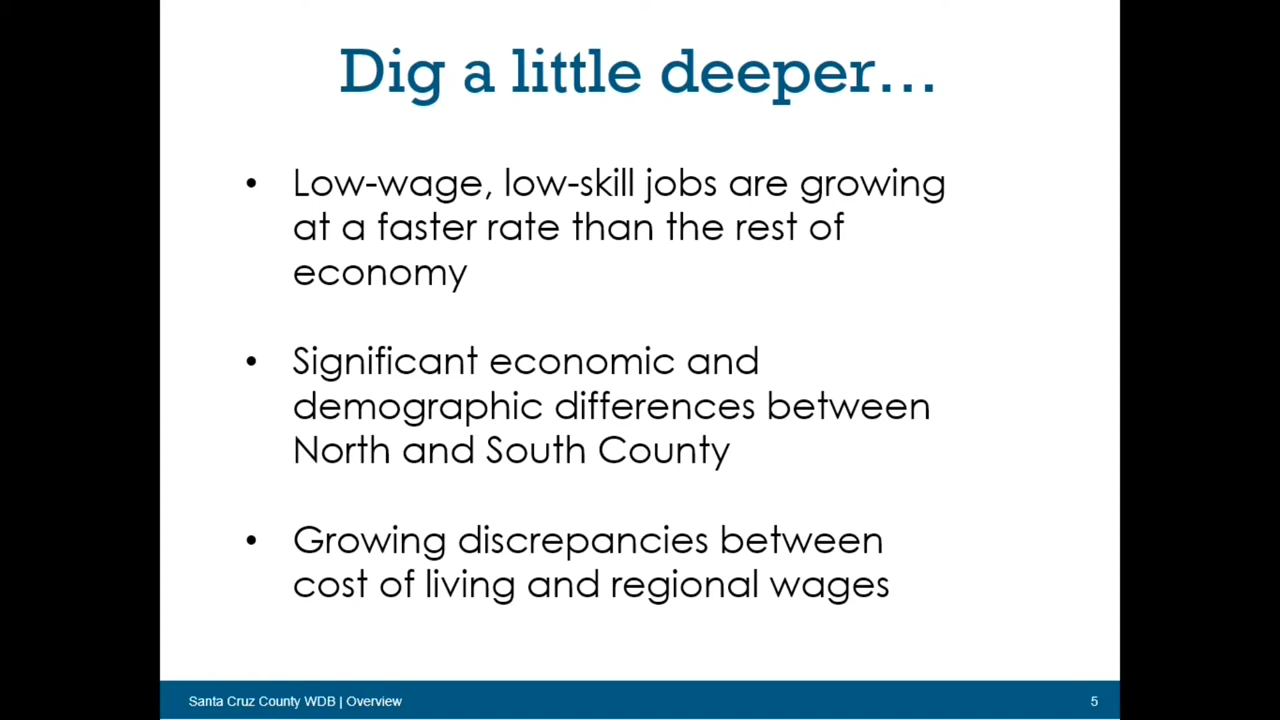 Dig a little deeper...
• Low-wage, low-skill jobs are growing
at a faster rate than the rest of
economy
• Significant economic and
demographic differences between
North and South County
• Growing discrepancies between
cost of living and regional wages
Santa Cruz County WDB | Overview
5